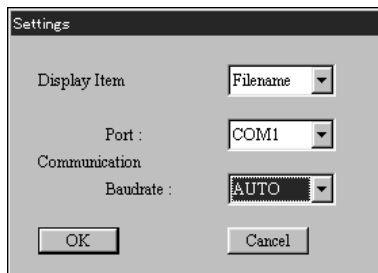 Settings
Display Item Filename
Port : COM1
Communication
Baudrate : AUTO
OK Cancel